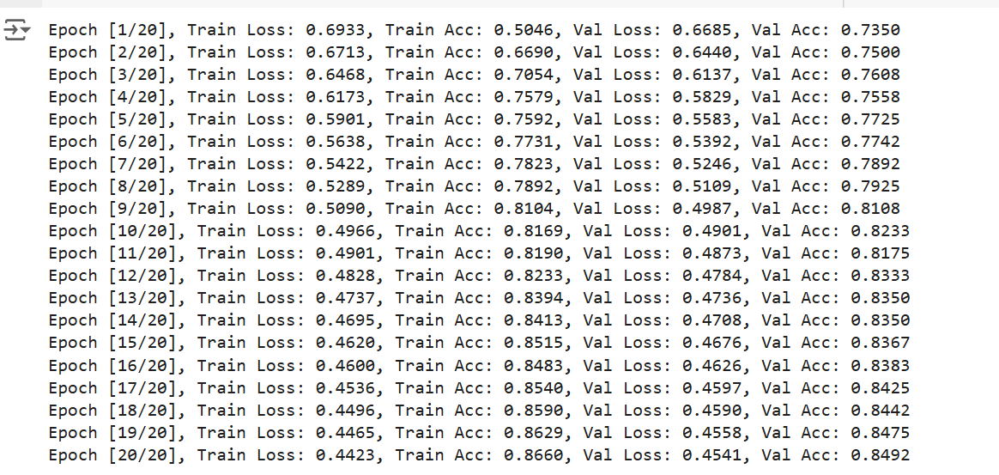 Epoch [1/20], Train Loss: 0.6933, Train Acc: 0.5046, Val Loss: 0.6685, Val Acc: 0.7350
Epoch [2/20], Train Loss: 0.6713, Train Acc: 0.6690, Val Loss: 0.6440, Val Acc: 0.7500
Epoch [3/20], Train Loss: 0.6468, Train Acc: 0.7054, Val Loss: 0.6137, Val Acc: 0.7608
Epoch [4/20], Train Loss: 0.6173, Train Acc: 0.7579, Val Loss: 0.5829, Val Acc: 0.7558
Epoch [5/20], Train Loss: 0.5901, Train Acc: 0.7592, Val Loss: 0.5583, Val Acc: 0.7725
Epoch [6/20], Train Loss: 0.5638, Train Acc: 0.7731, Val Loss: 0.5392, Val Acc: 0.7742
Epoch [7/20], Train Loss: 0.5422, Train Acc: 0.7823, Val Loss: 0.5246, Val Acc: 0.7892
Epoch [8/20], Train Loss: 0.5289, Train Acc: 0.7892, Val Loss: 0.5109, Val Acc: 0.7925
Epoch [9/20], Train Loss: 0.5090, Train Acc: 0.8104, Val Loss: 0.4987, Val Acc: 0.8108
Epoch [10/20], Train Loss: 0.4966, Train Acc: 0.8169, Val Loss: 0.4901, Val Acc: 0.8233
Epoch [11/20], Train Loss: 0.4901, Train Acc: 0.8190, Val Loss: 0.4873, Val Acc: 0.8175
Epoch [12/20], Train Loss: 0.4828, Train Acc: 0.8233, Val Loss: 0.4784, Val Acc: 0.8333
Epoch [13/20], Train Loss: 0.4737, Train Acc: 0.8394, Val Loss: 0.4736, Val Acc: 0.8350
Epoch [14/20], Train Loss: 0.4695, Train Acc: 0.8413, Val Loss: 0.4708, Val Acc: 0.8350
Epoch [15/20], Train Loss: 0.4620, Train Acc: 0.8515, Val Loss: 0.4676, Val Acc: 0.8367
Epoch [16/20], Train Loss: 0.4600, Train Acc: 0.8483, Val Loss: 0.4626, Val Acc: 0.8383
Epoch [17/20], Train Loss: 0.4536, Train Acc: 0.8540, Val Loss: 0.4597, Val Acc: 0.8425
Epoch [18/20], Train Loss: 0.4496, Train Acc: 0.8590, Val Loss: 0.4590, Val Acc: 0.8442
Epoch [19/20], Train Loss: 0.4465, Train Acc: 0.8629, Val Loss: 0.4558, Val Acc: 0.8475
Epoch [20/20], Train Loss: 0.4423, Train Acc: 0.8660, Val Loss: 0.4541, Val Acc: 0.8492